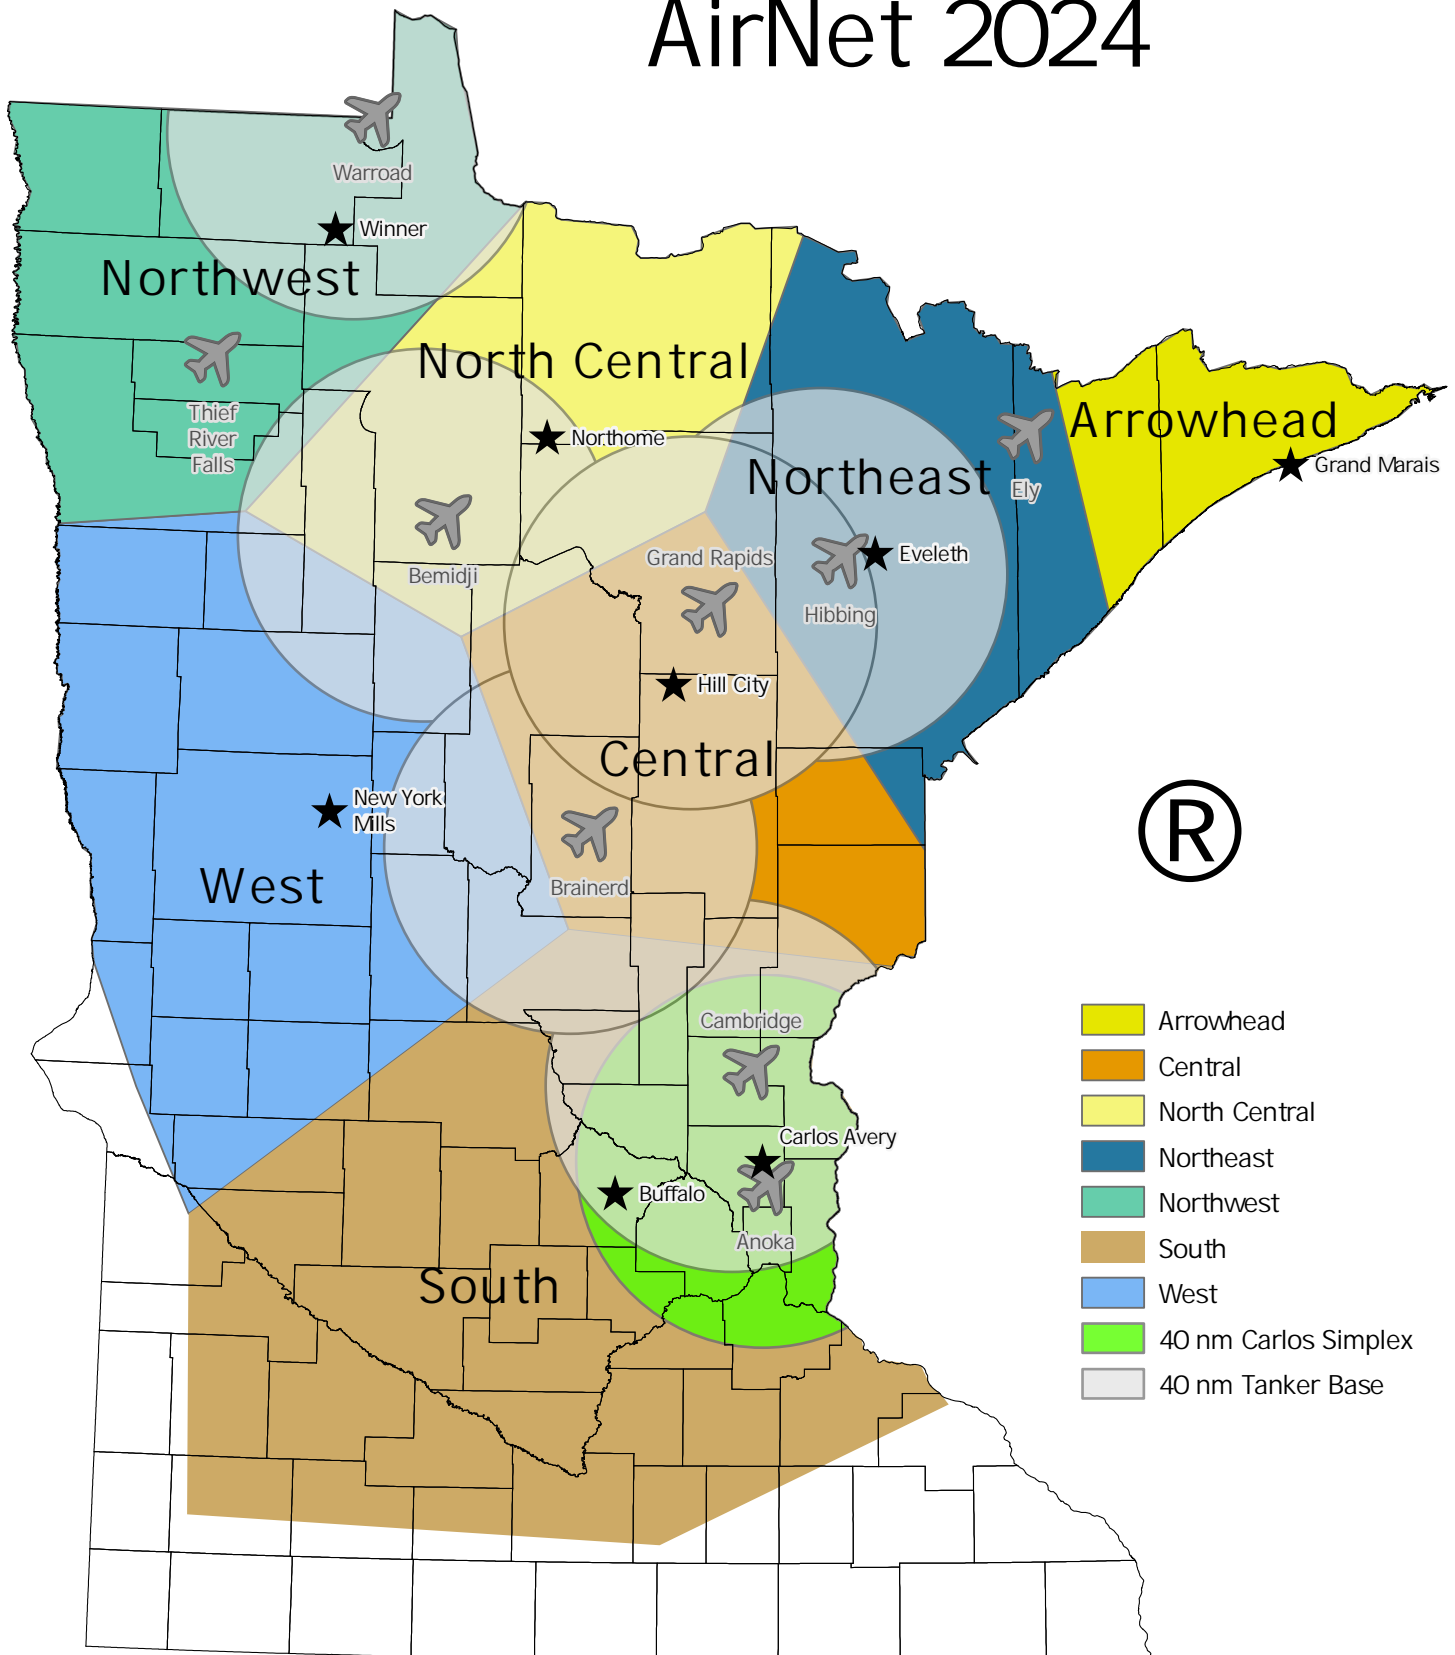 AirNet 2024
Warroad
Winner
Northwest
North Central
Thief
River
Falls
Northome
Arrowhead
Grand Marais
Northeast
Ely
Bemidji
Grand Rapids
Eveleth
Hibbing
Hill City
Central
New York
Mills
West
Brainerd
®
Cambridge
Carlos Avery
Buffalo
Anoka
South
Arrowhead
Central
North Central
Northeast
Northwest
South
West
40 nm Carlos Simplex
40 nm Tanker Base